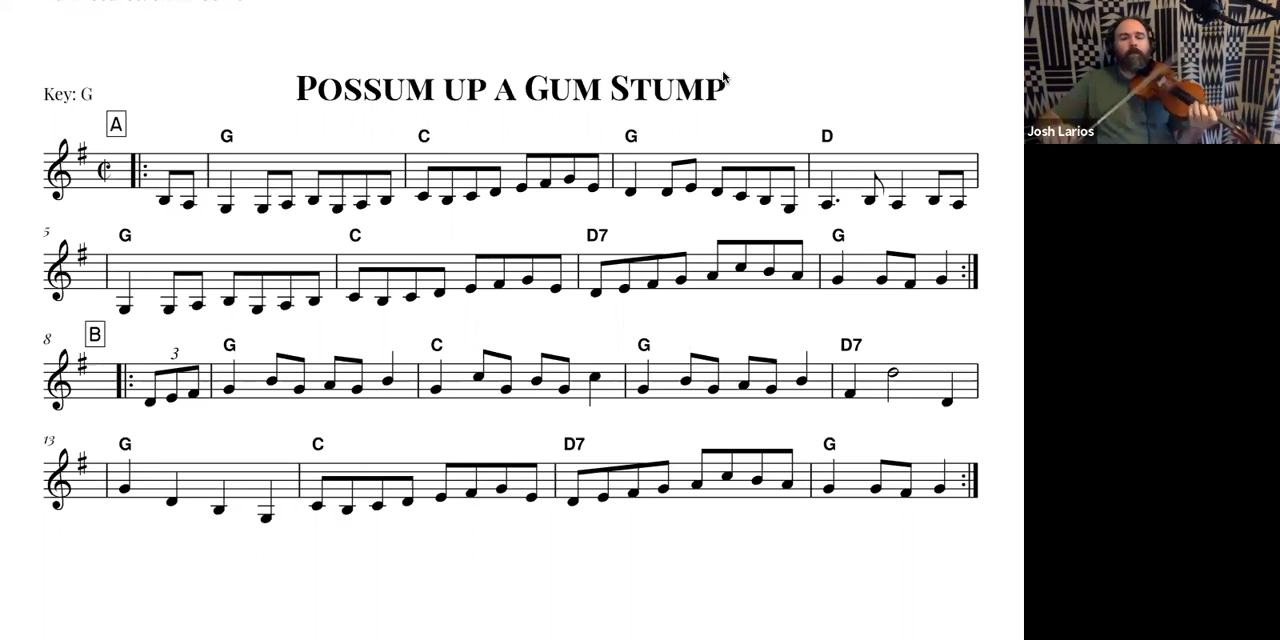 POSSUM UP A GUM STUMP
Key: G
A
G C G D
5
G C D7 G
B
8
3
G C G D7
13
G C D7 G
Josh Larios